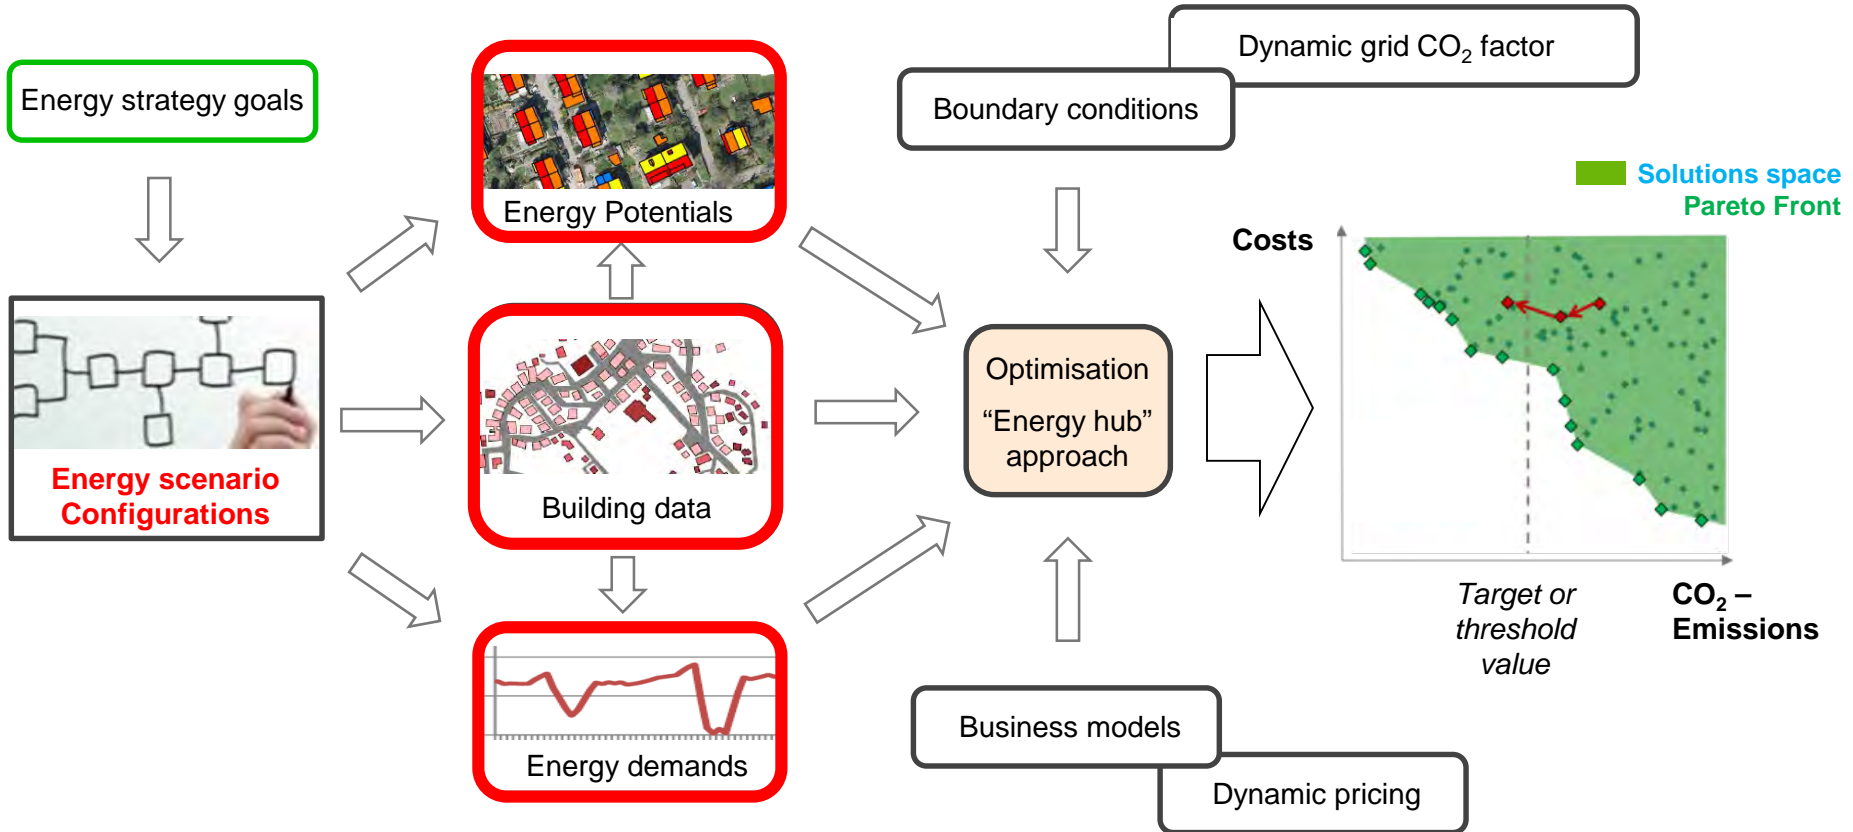 Energy strategy goals
Energy scenario
Configurations
Energy Potentials
Building data
Energy demands
Dynamic grid CO₂ factor
Boundary conditions
Optimisation
“Energy hub”
approach
Business models
Dynamic pricing
Solutions space
Pareto Front
Costs
Target or
threshold
value
CO₂ –
Emissions